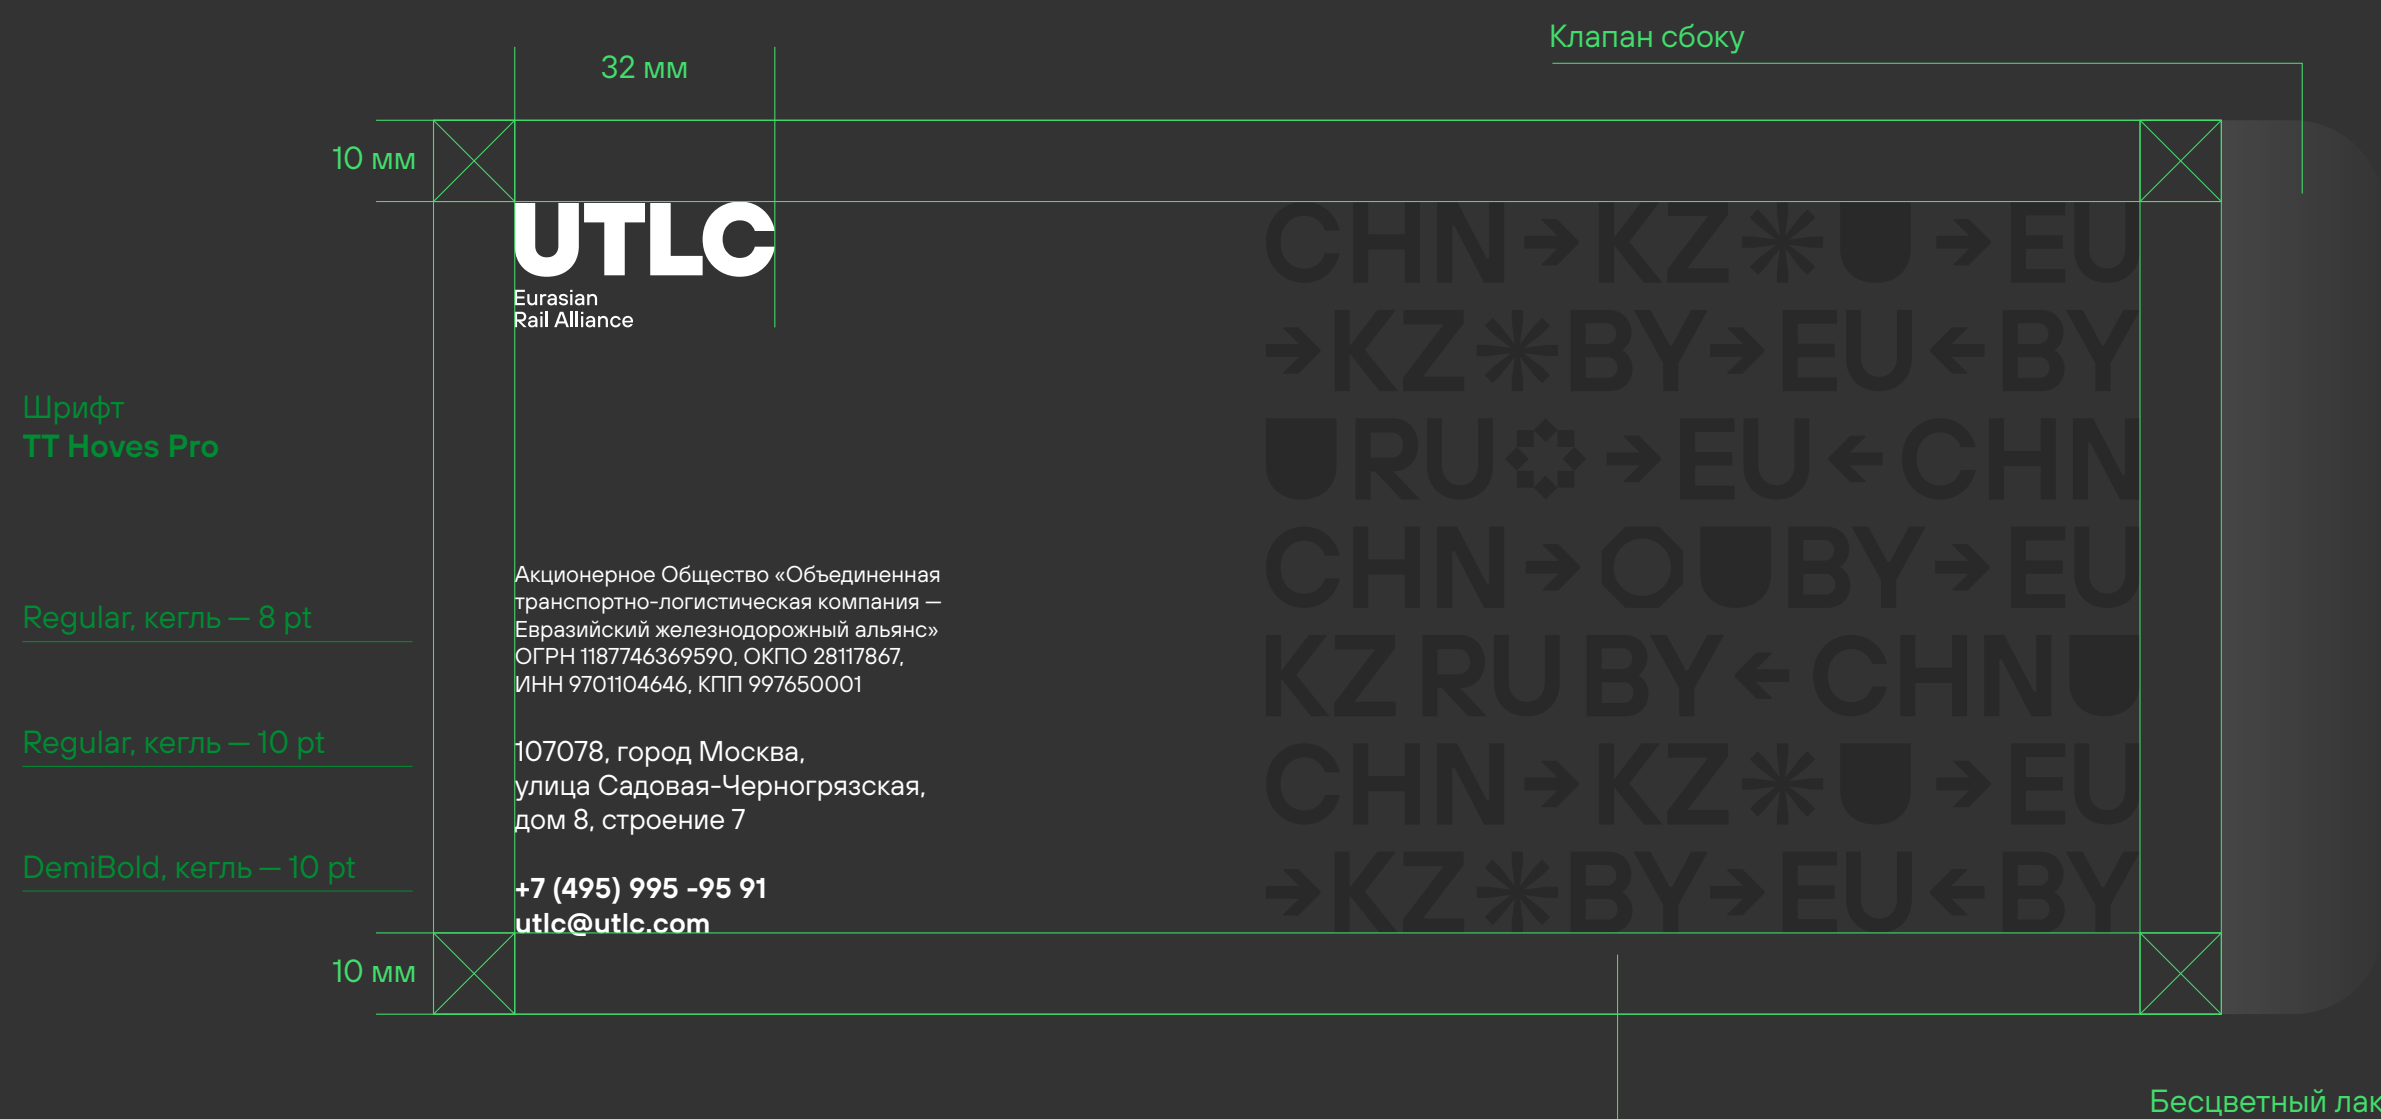 Клапан сбоку
32 мм
10 мм
UTLC
Eurasian
Rail Alliance
CHN→KZ U→EU
→KZ BY→EU←BY
U RU →EU←CHN
CHN→ U BY→EU
KZ RU BY←CHN U
CHN→KZ U→EU
→KZ BY→EU←BY
Шрифт
TT Hoves Pro
Regular, кегль — 8 pt
Regular, кегль — 10 pt
DemiBold, кегль — 10 pt
Акционерное Общество «Объединенная
транспортно-логистическая компания —
Евразийский железнодорожный альянс»
ОГРН 1187746369590, ОКПО 28117867,
ИНН 9701104646, КПП 997650001
107078, город Москва,
улица Садовая-Черногрязская,
дом 8, строение 7
+7 (495) 995 -95 91
utlc@utlc.com
10 мм
Бесцветный лак